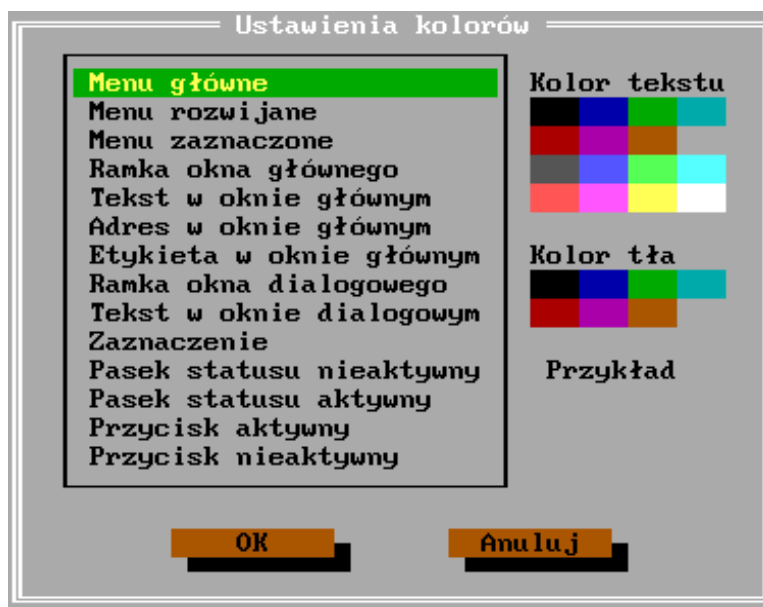 Ustawienia kolorów
Menu główne
Menu rozwijane
Menu zaznaczone
Ramka okna głównego
Tekst w oknie głównym
Adres w oknie głównym
Etykieta w oknie głównym
Ramka okna dialogowego
Tekst w oknie dialogowym
Zaznaczenie
Pasek statusu nieaktywny
Pasek statusu aktywny
Przycisk aktywny
Przycisk nieaktywny
Kolor tekstu
Kolor tła
Przykład
OK
Anuluj